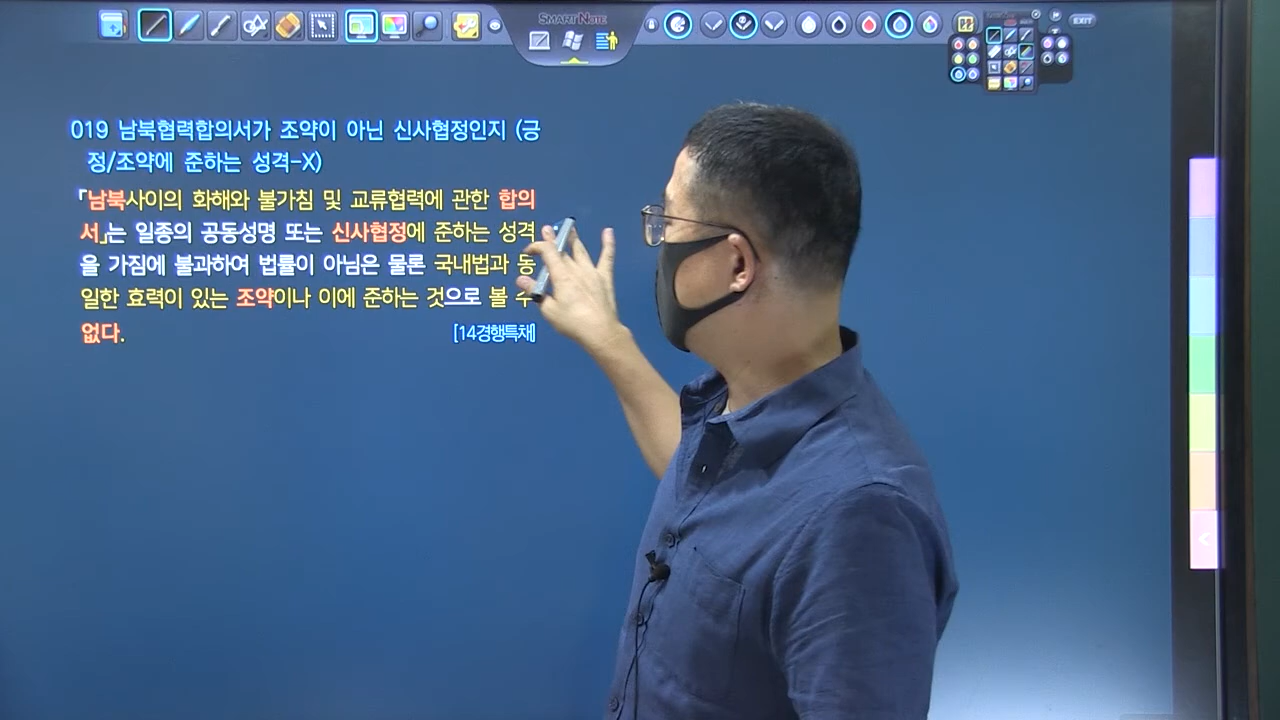 SMART NOTE
EXIT
019 남북협력합의서가 조약이 아닌 신사협정인지 (긍
정/조약에 준하는 성격-X)
「남북사이의 화해와 불가침 및 교류협력에 관한 합의
서」는 일종의 공동성명 또는 신사협정에 준하는 성격
을 가짐에 불과하여 법률이 아님은 물론 국내법과 동
일한 효력이 있는 조약이나 이에 준하는 것으로 볼 수
없다.
[14경행특채]